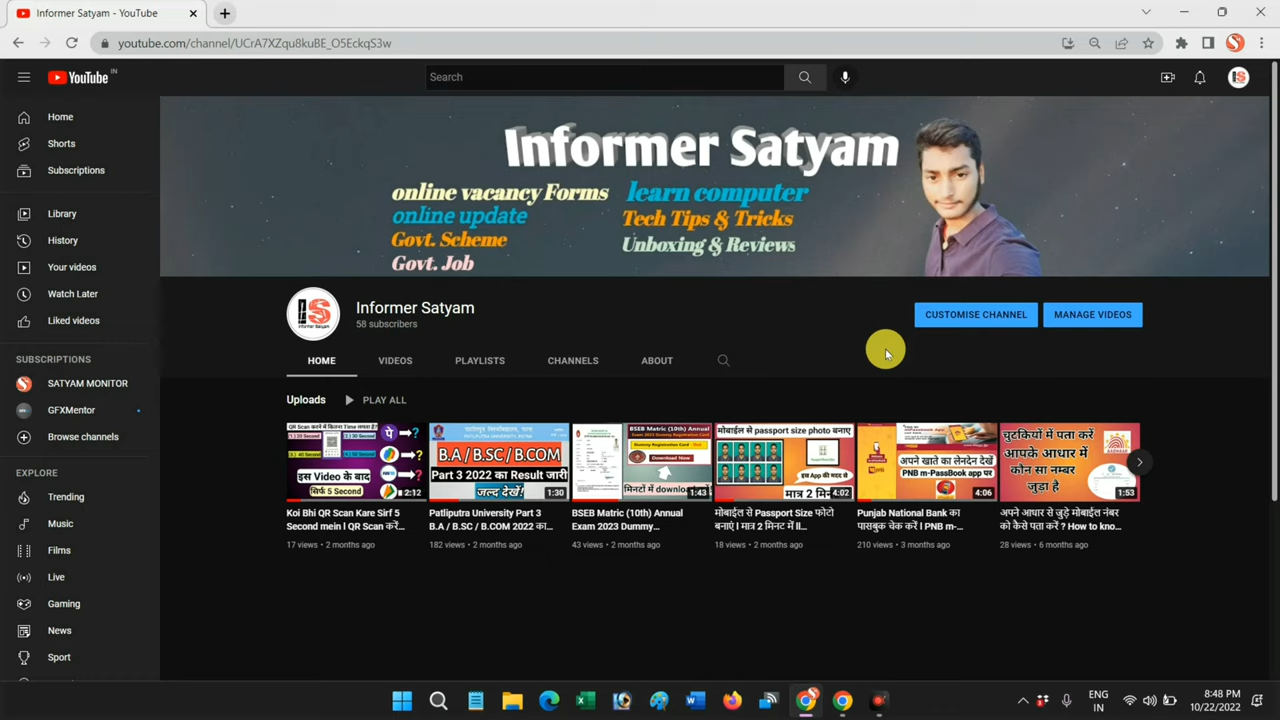 Informer Satyam - YouTube
youtube.com/channel/UCrA7XZqu8kuBE_O5EckqS3w
YouTube IN
Search
Home
Shorts
Subscriptions
Library
History
Your videos
Watch Later
Liked videos
SUBSCRIPTIONS
SATYAM MONITOR
GFXMentor
Browse channels
EXPLORE
Trending
Music
Films
Live
Gaming
News
Sport
Informer Satyam
online vacancy Forms
online update
Govt. Scheme
Govt. Job
learn computer
Tech Tips & Tricks
Unboxing & Reviews
Informer Satyam
58 subscribers
CUSTOMISE CHANNEL
MANAGE VIDEOS
HOME
VIDEOS
PLAYLISTS
CHANNELS
ABOUT
Uploads
PLAY ALL
इस Video के बाद
सिर्फ 5 Second
2:12
Koi Bhi QR Scan Kare Sirf 5
Second mein l QR Scan करें...
17 views • 2 months ago
B.A / B.SC / B.COM
Part 3 2022 का Result जारी
जल्द देखें!
1:30
Patliputra University Part 3
B.A / B.SC / B.COM 2022 का...
182 views • 2 months ago
BSEB Matric (10th) Annual
Dummy Registration Card
Download Now
1:43
BSEB Matric (10th) Annual
Exam 2023 Dummy...
43 views • 2 months ago
मोबाईल से passport size photo बनाए
इस App की मदद से
मात्र 2 मिनट
4:02
मोबाईल से Passport Size फोटो
बनाएं l मात्र 2 मिनट में ll...
18 views • 2 months ago
अपने खाते का लेनदेन देखें
PNB m-PassBook app पर
4:06
Punjab National Bank का
पासबुक चेक करें l PNB m-...
210 views • 3 months ago
चुटकियों में पता करें
आपके आधार में
कौन सा नम्बर
जुड़ा है
1:53
अपने आधार से जुड़े मोबाईल नंबर
को कैसे पता करें ? How to kno...
28 views • 6 months ago
ENG
IN
8:48 PM
10/22/2022